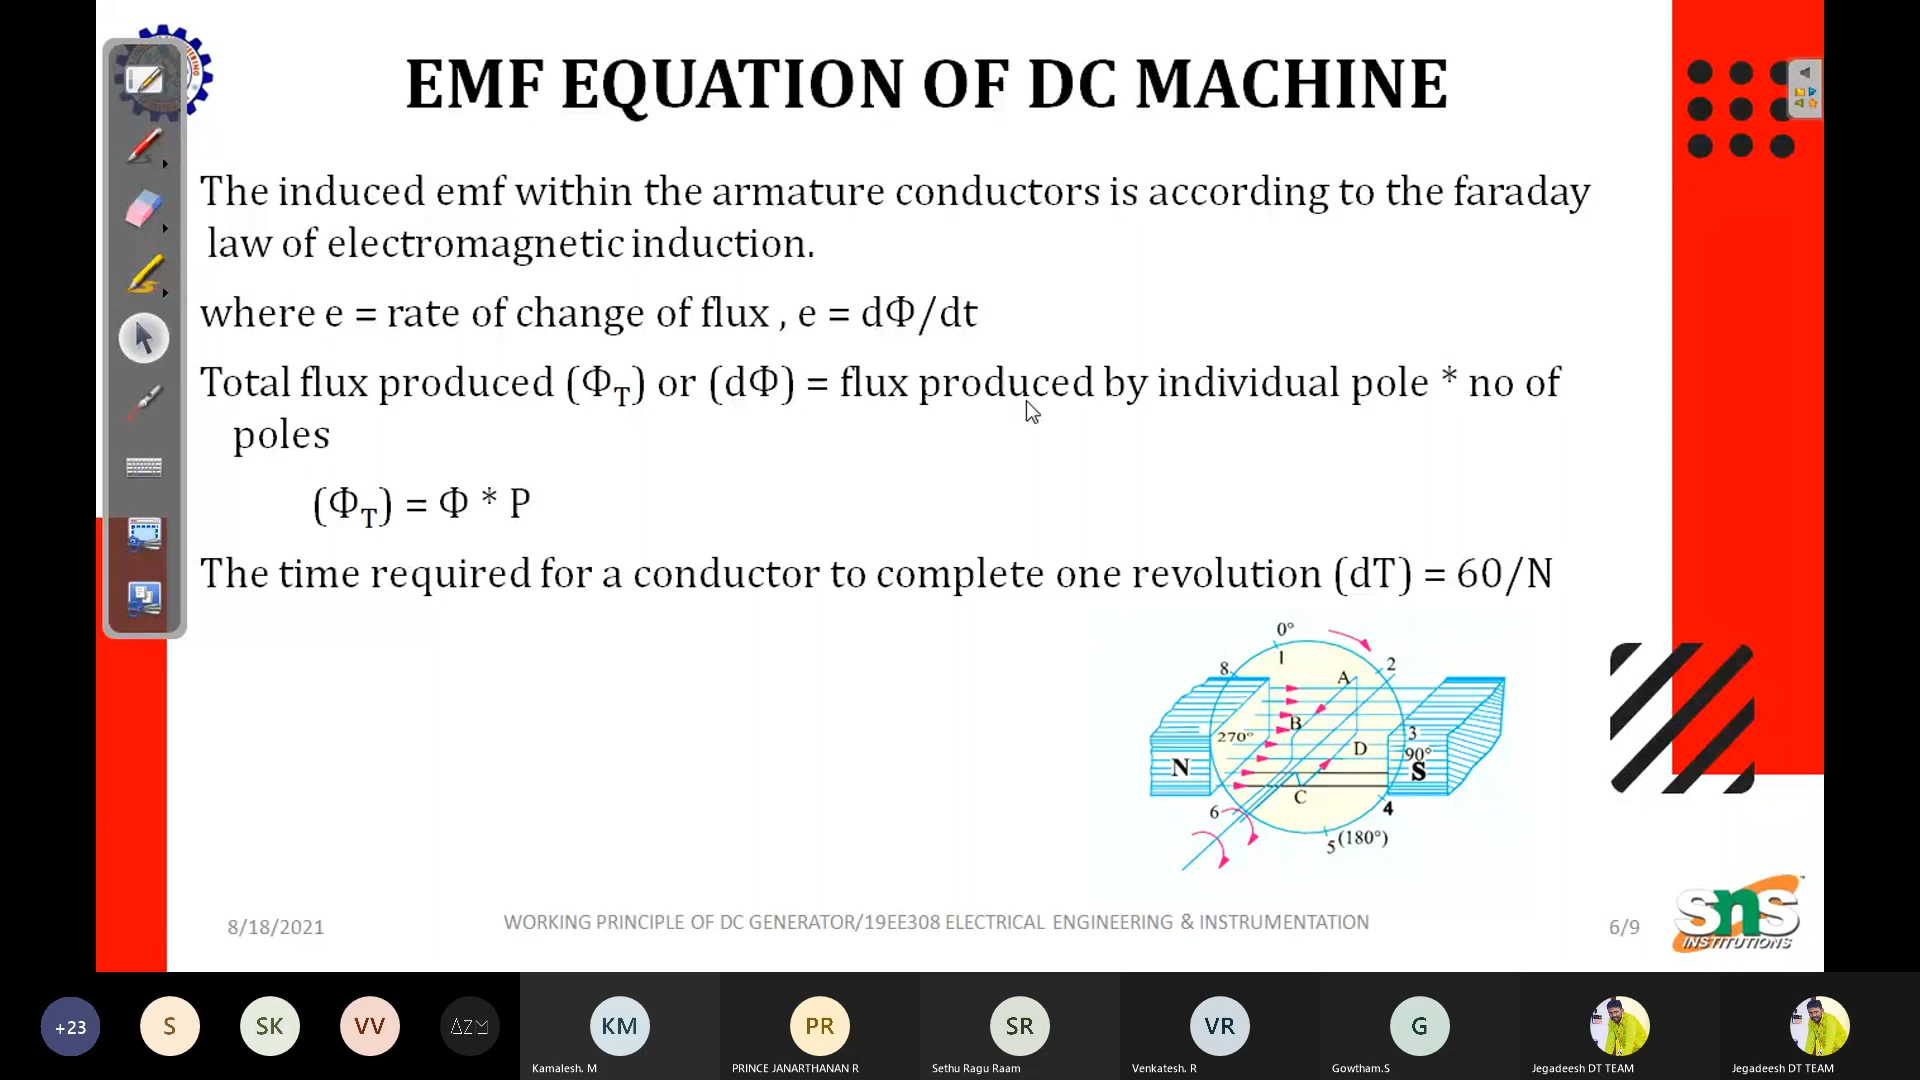 EMF EQUATION OF DC MACHINE
The induced emf within the armature conductors is according to the faraday
law of electromagnetic induction.
where e = rate of change of flux , e = dΦ/dt
Total flux produced (ΦT) or (dΦ) = flux produced by individual pole * no of
poles
(ΦT) = Φ * P
The time required for a conductor to complete one revolution (dT) = 60/N
0°
1
2
8
A
B
3
270°
D
90°
N
S
C
6
4
5 (180°)
8/18/2021
WORKING PRINCIPLE OF DC GENERATOR/19EE308 ELECTRICAL ENGINEERING & INSTRUMENTATION
6/9
sns
INSTITUTIONS
+23
S
SK
VV
KM
PR
SR
VR
G
Kamalesh. M
PRINCE JANARTHANAN R
Sethu Ragu Raam
Venkatesh. R
Gowtham.S
Jegadeesh DT TEAM
Jegadeesh DT TEAM